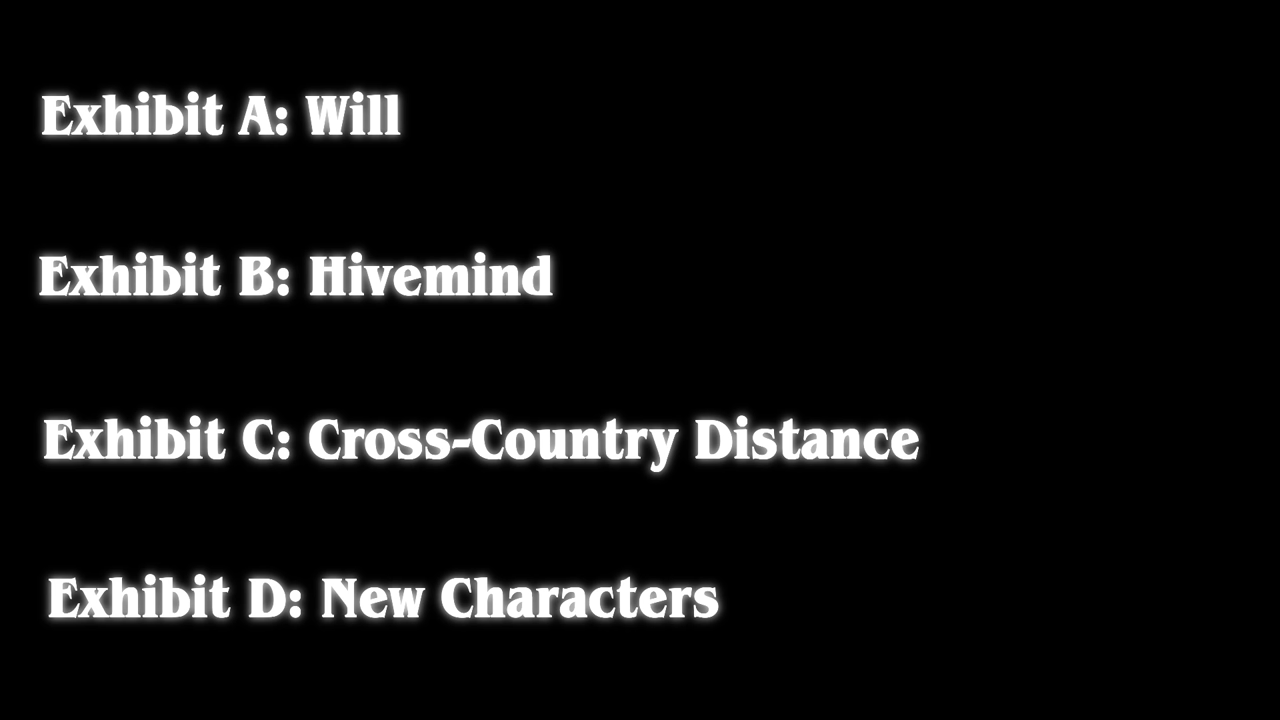 Exhibit A: Will
Exhibit B: Hivemind
Exhibit C: Cross-Country Distance
Exhibit D: New Characters